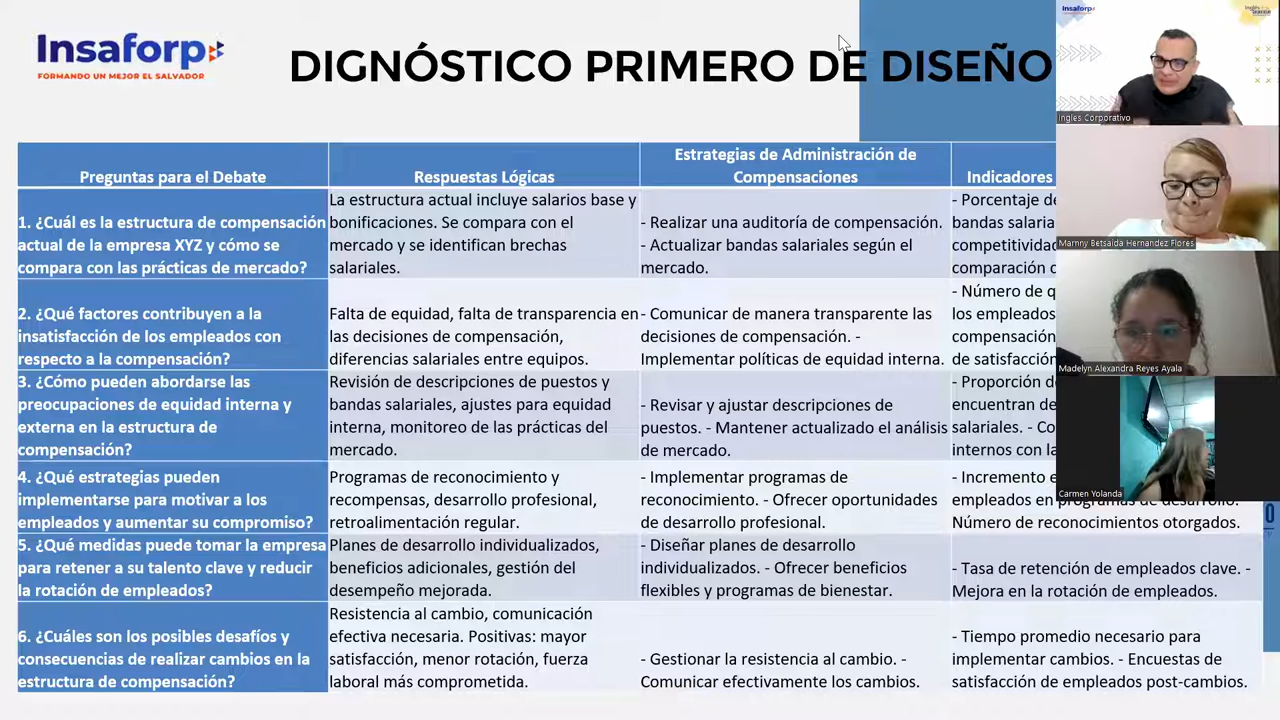 Insaforp
FORMANDO UN MEJOR EL SALVADOR
DIGNÓSTICO PRIMERO DE DISEÑO
Preguntas para el Debate
Respuestas Lógicas
Estrategias de Administración de
Compensaciones
Indicadores
1. ¿Cuál es la estructura de compensación
actual de la empresa XYZ y cómo se
compara con las prácticas de mercado?
La estructura actual incluye salarios base y
bonificaciones. Se compara con el
mercado y se identifican brechas
salariales.
- Realizar una auditoría de compensación.
- Actualizar bandas salariales según el
mercado.
- Porcentaje de
bandas salaria
competitividad
comparación c
2. ¿Qué factores contribuyen a la
insatisfacción de los empleados con
respecto a la compensación?
Falta de equidad, falta de transparencia en
las decisiones de compensación,
diferencias salariales entre equipos.
- Comunicar de manera transparente las
decisiones de compensación. -
Implementar políticas de equidad interna.
- Número de q
los empleados
compensación
de satisfacción
3. ¿Cómo pueden abordarse las
preocupaciones de equidad interna y
externa en la estructura de
compensación?
Revisión de descripciones de puestos y
bandas salariales, ajustes para equidad
interna, monitoreo de las prácticas del
mercado.
- Revisar y ajustar descripciones de
puestos. - Mantener actualizado el análisis
de mercado.
- Proporción de
encuentran de
salariales. - Co
internos con la
4. ¿Qué estrategias pueden
implementarse para motivar a los
empleados y aumentar su compromiso?
Programas de reconocimiento y
recompensas, desarrollo profesional,
retroalimentación regular.
- Implementar programas de
reconocimiento. - Ofrecer oportunidades
de desarrollo profesional.
- Incremento e
empleados en programas de desarrollo.
Número de reconocimientos otorgados.
5. ¿Qué medidas puede tomar la empresa
para retener a su talento clave y reducir
la rotación de empleados?
Planes de desarrollo individualizados,
beneficios adicionales, gestión del
desempeño mejorada.
- Diseñar planes de desarrollo
individualizados. - Ofrecer beneficios
flexibles y programas de bienestar.
- Tasa de retención de empleados clave. -
Mejora en la rotación de empleados.
6. ¿Cuáles son los posibles desafíos y
consecuencias de realizar cambios en la
estructura de compensación?
Resistencia al cambio, comunicación
efectiva necesaria. Positivas: mayor
satisfacción, menor rotación, fuerza
laboral más comprometida.
- Gestionar la resistencia al cambio. -
Comunicar efectivamente los cambios.
- Tiempo promedio necesario para
implementar cambios. - Encuestas de
satisfacción de empleados post-cambios.
Insaforp
Ingles Corporativo
Marnny Betsaida Hernandez Flores
Madelyn Alexandra Reyes Ayala
Carmen Yolanda